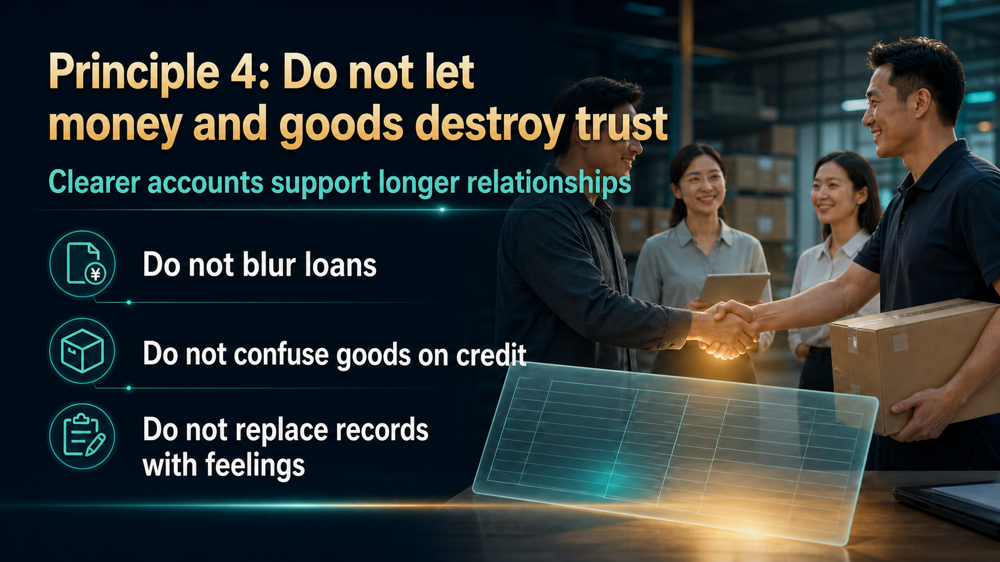 Principle 4: Do not let
money and goods destroy trust
Clearer accounts support longer relationships
¥
Do not blur loans
Do not confuse goods on credit
Do not replace records
with feelings